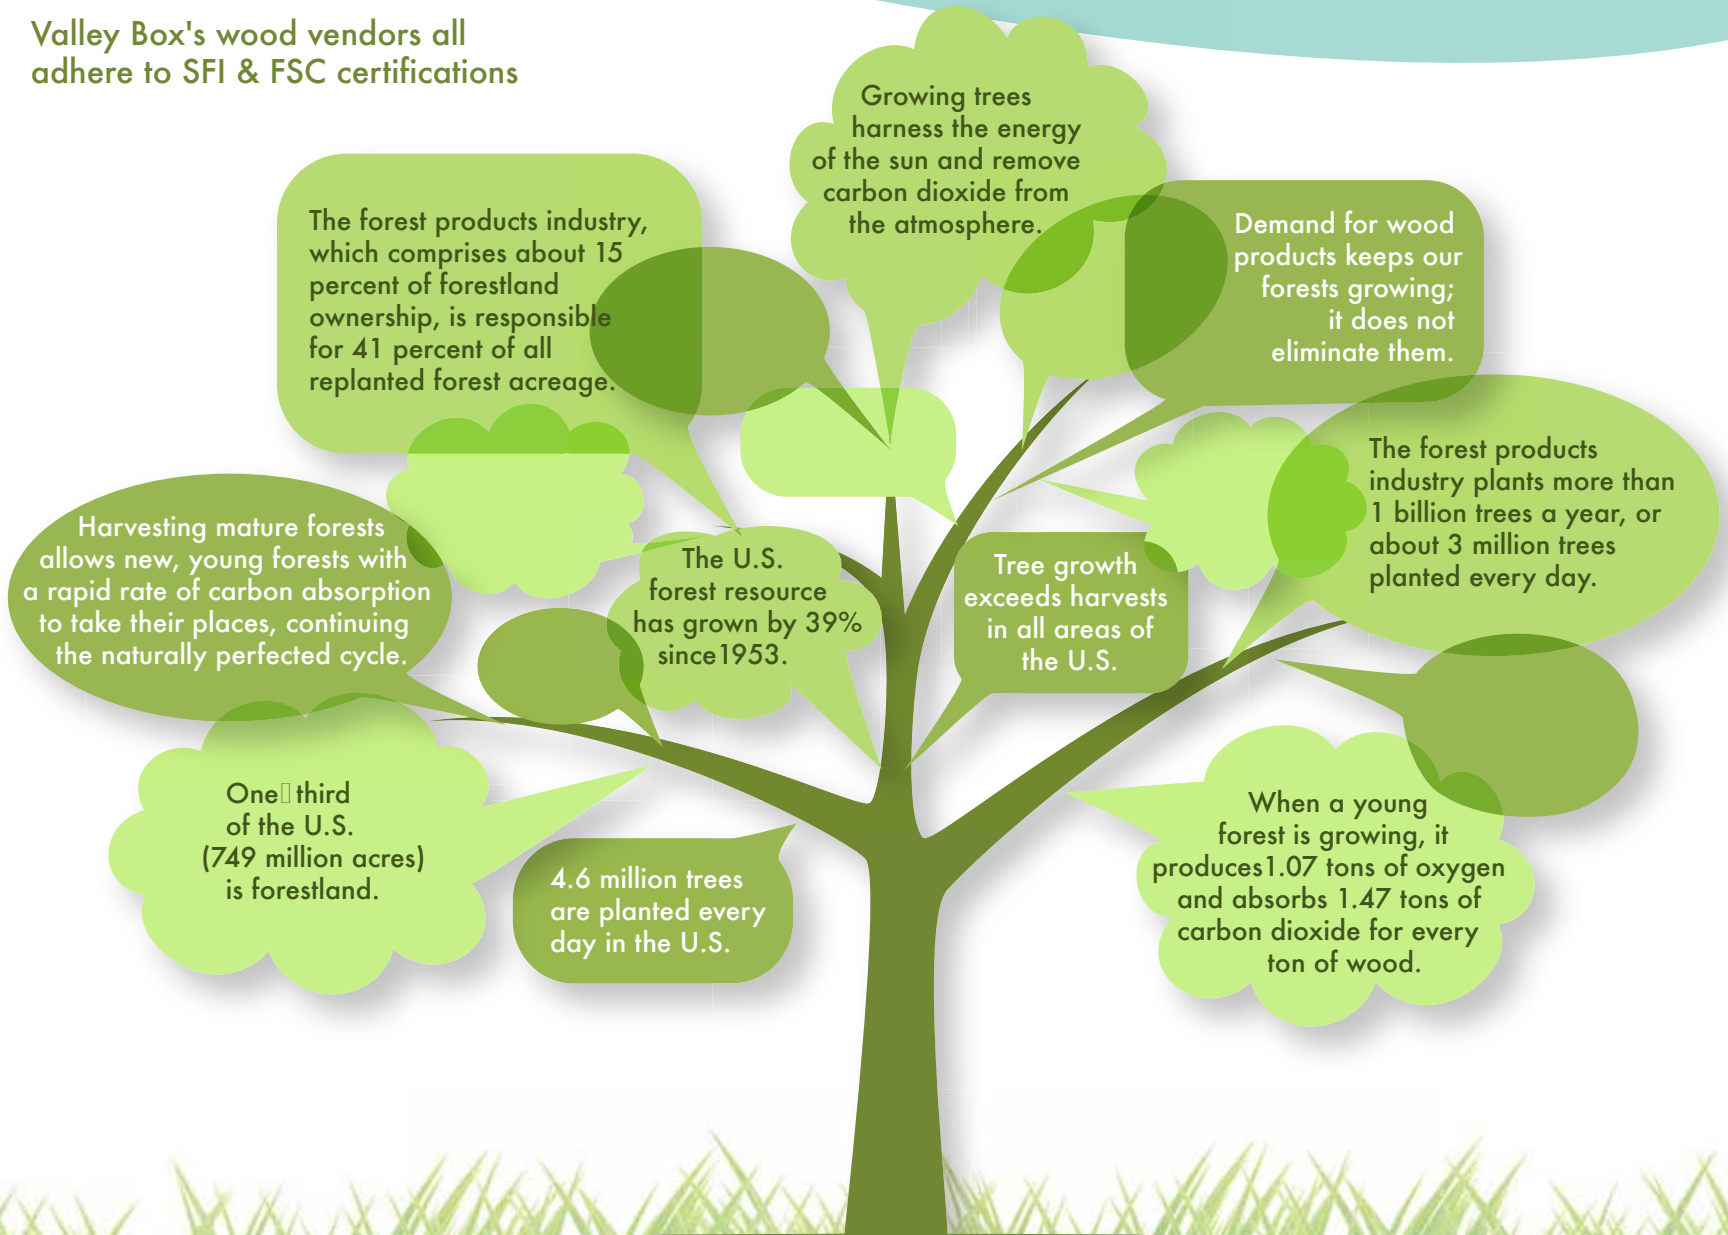 Valley Box's wood vendors all
adhere to SFI & FSC certifications
Growing trees
harness the energy
of the sun and remove
carbon dioxide from
the atmosphere.
The forest products industry,
which comprises about 15
percent of forestland
ownership, is responsible
for 41 percent of all
replanted forest acreage.
Demand for wood
products keeps our
forests growing;
it does not
eliminate them.
The forest products
industry plants more than
1 billion trees a year, or
about 3 million trees
planted every day.
Harvesting mature forests
allows new, young forests with
a rapid rate of carbon absorption
to take their places, continuing
the naturally perfected cycle.
The U.S.
forest resource
has grown by 39%
since1953.
Tree growth
exceeds harvests
in all areas of
the U.S.
One▯third
of the U.S.
(749 million acres)
is forestland.
4.6 million trees
are planted every
day in the U.S.
When a young
forest is growing, it
produces1.07 tons of oxygen
and absorbs 1.47 tons of
carbon dioxide for every
ton of wood.